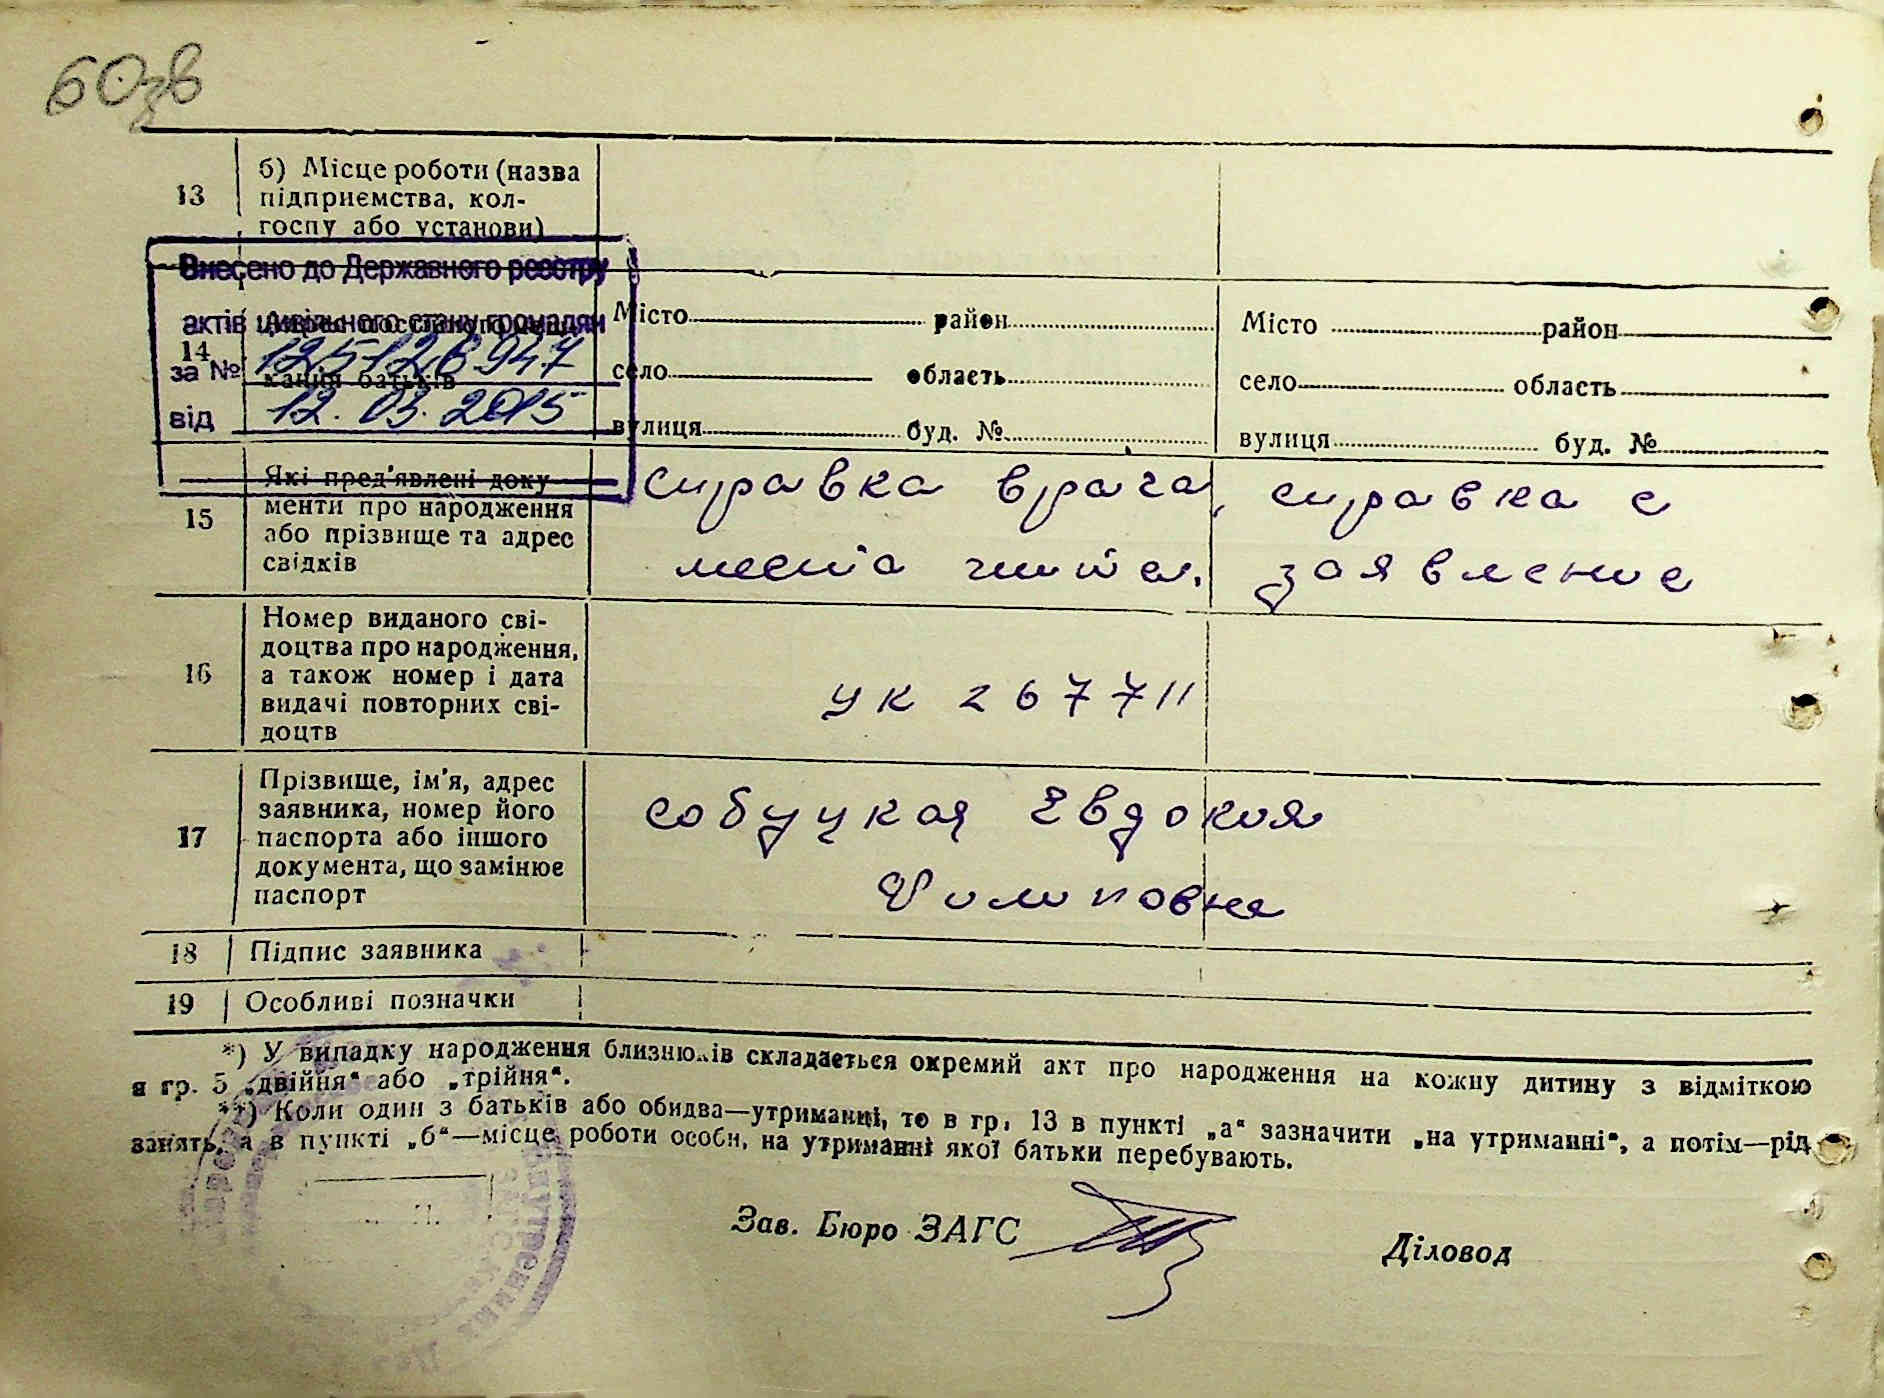 60зв
13 б) Місце роботи (назва
підприємства, кол-
госпу або установи)
Внесено до Державного реєстру
актів цивільного стану громадян
за № 125126947
від 12.03.2015
14
кання батьків
Місто район Місто район
село область село область
вулиця буд. № вулиця буд. №
15 Які пред'явлені доку
менти про народження
або прізвище та адрес
свідків
справка врача, справка с
места жит. заявление
16 Номер виданого сві-
доцтва про народження,
а також номер і дата
видачі повторних сві-
доцтв
УК 267711
17 Прізвище, ім'я, адрес
заявника, номер його
паспорта або іншого
документа, що замінює
паспорт
Собуцкая Евдокия
Филиповна
18 Підпис заявника
19 Особливі позначки
*) У випадку народження близнюків складається окремий акт про народження на кожну дитину з відміткою
в гр. 5 „двійня“ або „трійня“.
**) Коли один з батьків або обидва—утриманці, то в гр. 13 в пункті „а“ зазначити „на утриманні“, а потім—рід
занять, а в пункті „б“—місце роботи особи, на утриманні якої батьки перебувають.
Зав. Бюро ЗАГС Діловод